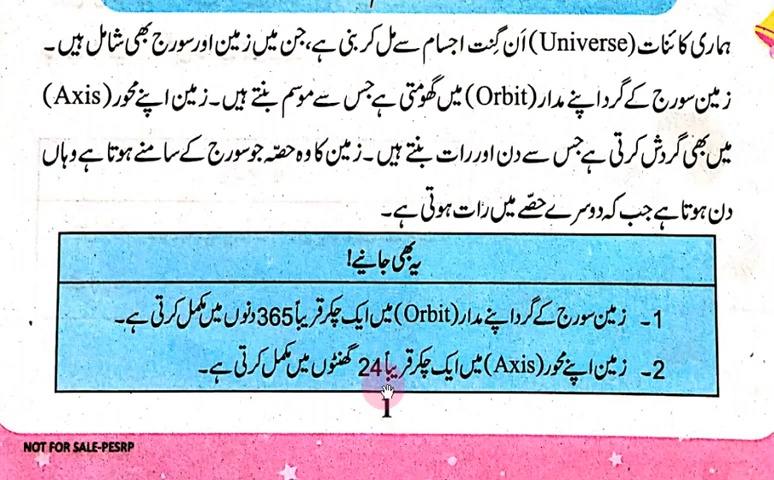 ہماری کائنات (Universe) اَن گِنت اجسام سے مل کر بنی ہے، جن میں زمین اور سورج بھی شامل ہیں۔
زمین سورج کے گرد اپنے مدار (Orbit) میں گھومتی ہے جس سے موسم بنتے ہیں۔ زمین اپنے محور (Axis)
میں بھی گردش کرتی ہے جس سے دن اور رات بنتے ہیں۔ زمین کا وہ حصّہ جو سورج کے سامنے ہوتا ہے وہاں
دن ہوتا ہے جب کہ دوسرے حصّے میں رات ہوتی ہے۔
یہ بھی جانیے!
1۔ زمین سورج کے گرد اپنے مدار (Orbit) میں ایک چکر قریباً 365 دنوں میں مکمل کرتی ہے۔
2۔ زمین اپنے محور (Axis) میں ایک چکر قریباً 24 گھنٹوں میں مکمل کرتی ہے۔
1
NOT FOR SALE-PESRP